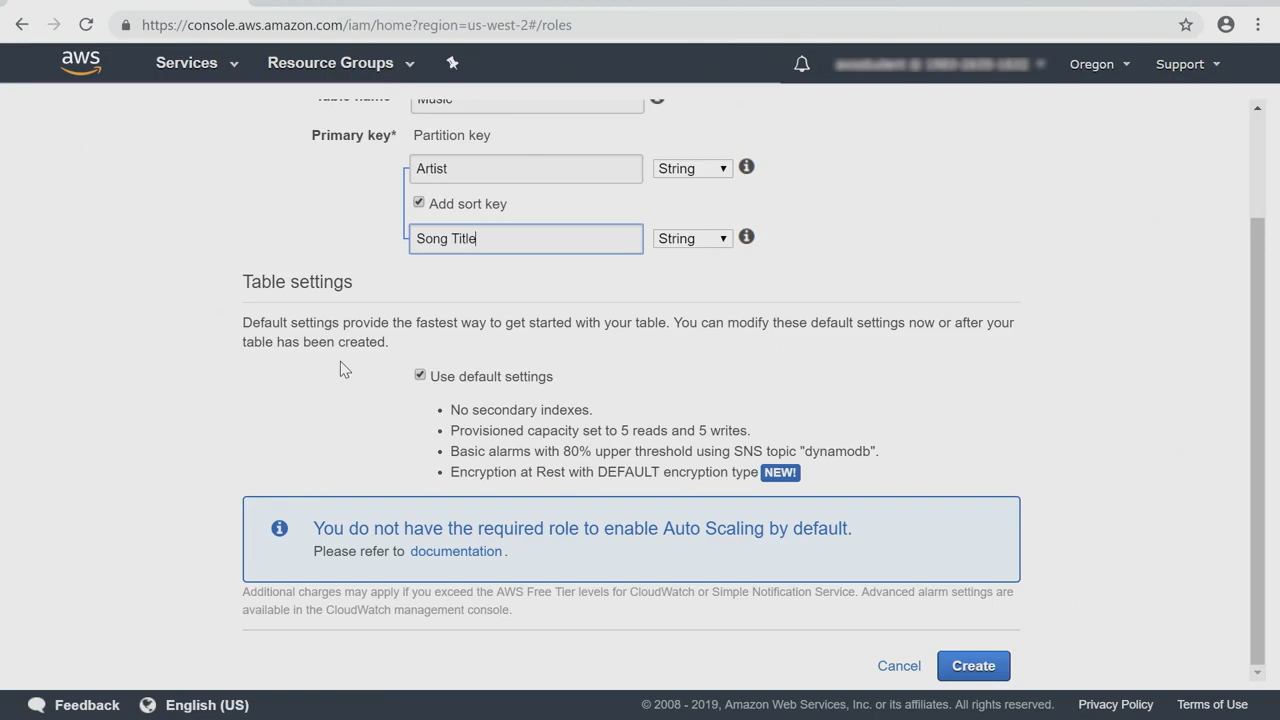 https://console.aws.amazon.com/iam/home?region=us-west-2#/roles
aws
Services
Resource Groups
Oregon
Support
Table name
Music
Primary key*
Partition key
Artist
String
Add sort key
Song Title
String
Table settings
Default settings provide the fastest way to get started with your table. You can modify these default settings now or after your
table has been created.
Use default settings
• No secondary indexes.
• Provisioned capacity set to 5 reads and 5 writes.
• Basic alarms with 80% upper threshold using SNS topic "dynamodb".
• Encryption at Rest with DEFAULT encryption type NEW!
You do not have the required role to enable Auto Scaling by default.
Please refer to documentation.
Additional charges may apply if you exceed the AWS Free Tier levels for CloudWatch or Simple Notification Service. Advanced alarm settings are
available in the CloudWatch management console.
Cancel
Create
Feedback
English (US)
© 2008 - 2019, Amazon Web Services, Inc. or its affiliates. All rights reserved.
Privacy Policy
Terms of Use